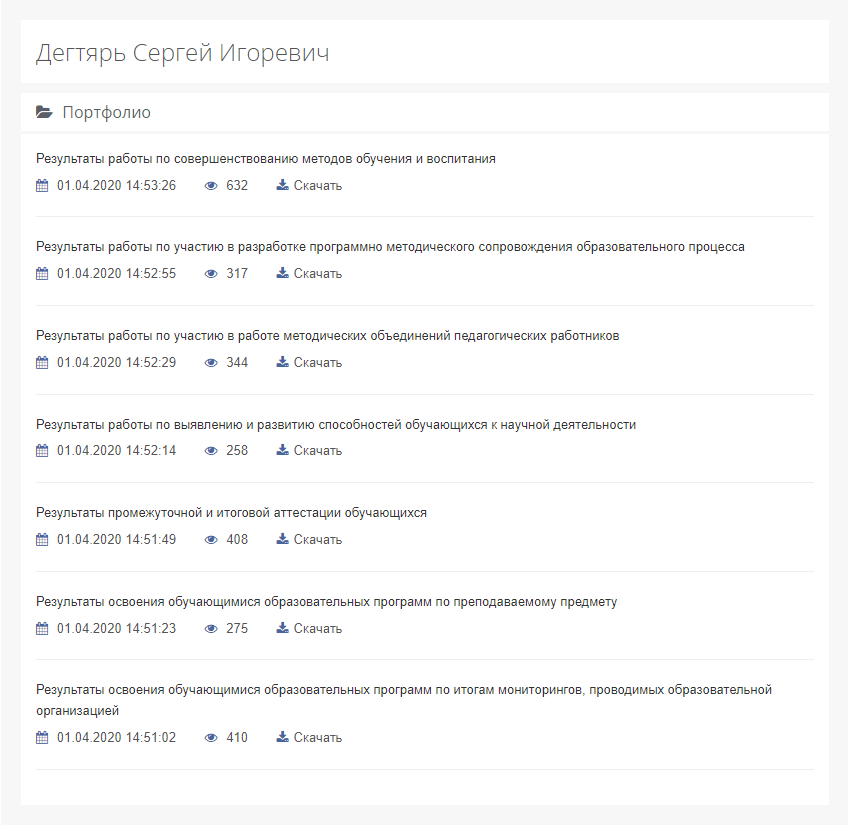 Дегтярь Сергей Игоревич
Портфолио
Результаты работы по совершенствованию методов обучения и воспитания
01.04.2020 14:53:26 632 Скачать
Результаты работы по участию в разработке программно методического сопровождения образовательного процесса
01.04.2020 14:52:55 317 Скачать
Результаты работы по участию в работе методических объединений педагогических работников
01.04.2020 14:52:29 344 Скачать
Результаты работы по выявлению и развитию способностей обучающихся к научной деятельности
01.04.2020 14:52:14 258 Скачать
Результаты промежуточной и итоговой аттестации обучающихся
01.04.2020 14:51:49 408 Скачать
Результаты освоения обучающимися образовательных программ по преподаваемому предмету
01.04.2020 14:51:23 275 Скачать
Результаты освоения обучающимися образовательных программ по итогам мониторингов, проводимых образовательной
организацией
01.04.2020 14:51:02 410 Скачать